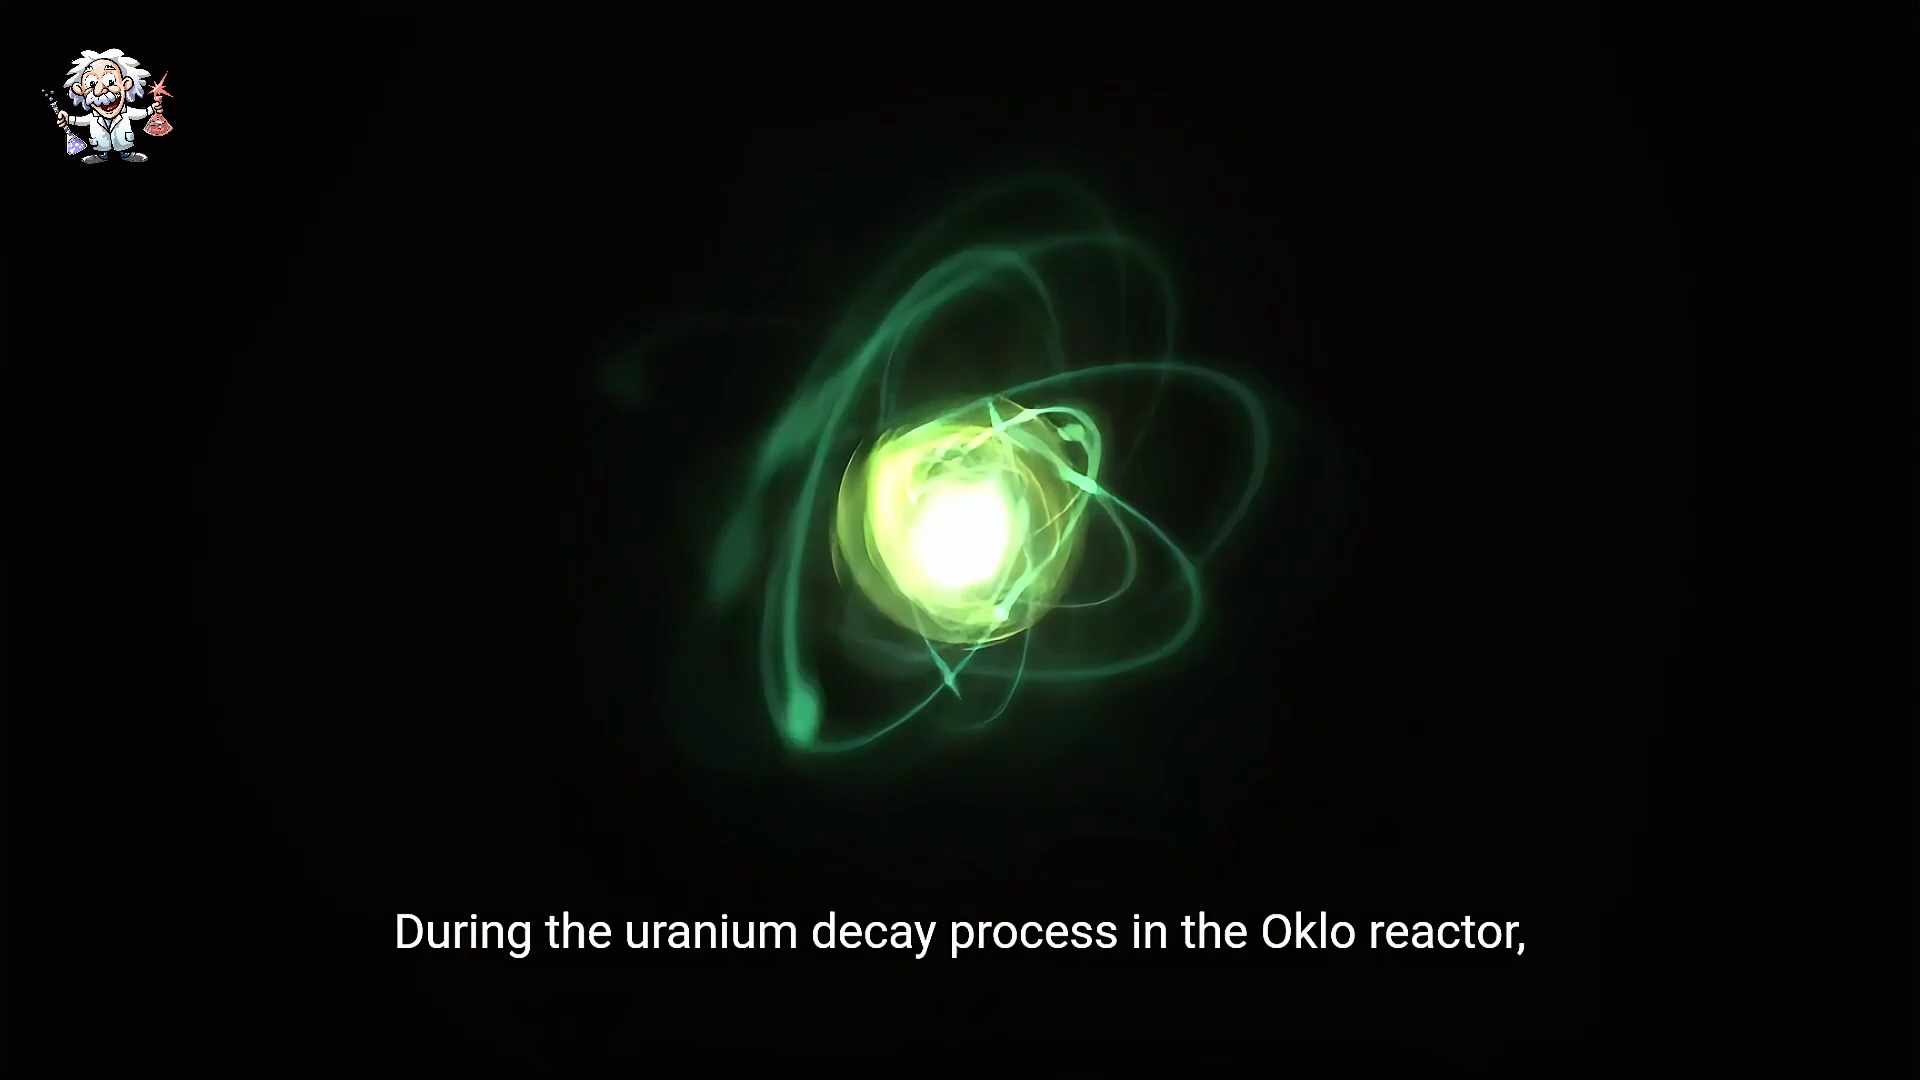 During the uranium decay process in the Oklo reactor,